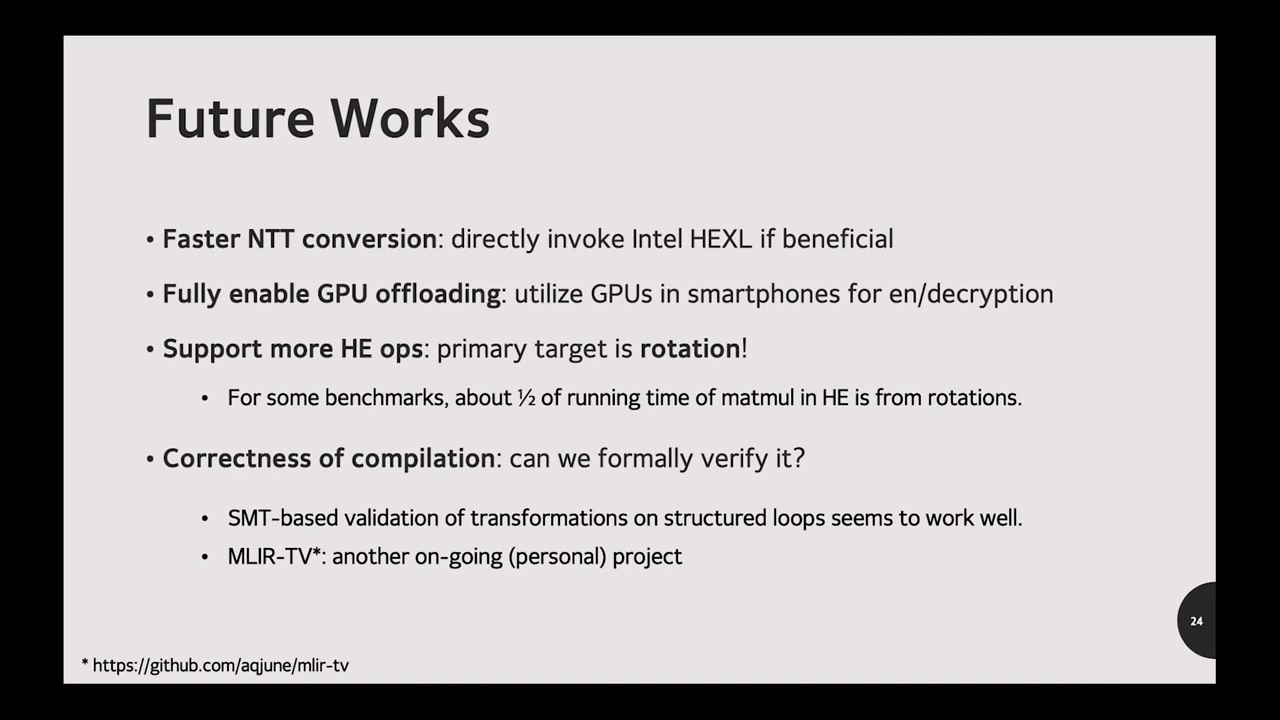 Future Works
• Faster NTT conversion: directly invoke Intel HEXL if beneficial
• Fully enable GPU offloading: utilize GPUs in smartphones for en/decryption
• Support more HE ops: primary target is rotation!
• For some benchmarks, about ½ of running time of matmul in HE is from rotations.
• Correctness of compilation: can we formally verify it?
• SMT-based validation of transformations on structured loops seems to work well.
• MLIR-TV*: another on-going (personal) project
24
* https://github.com/aqjune/mlir-tv